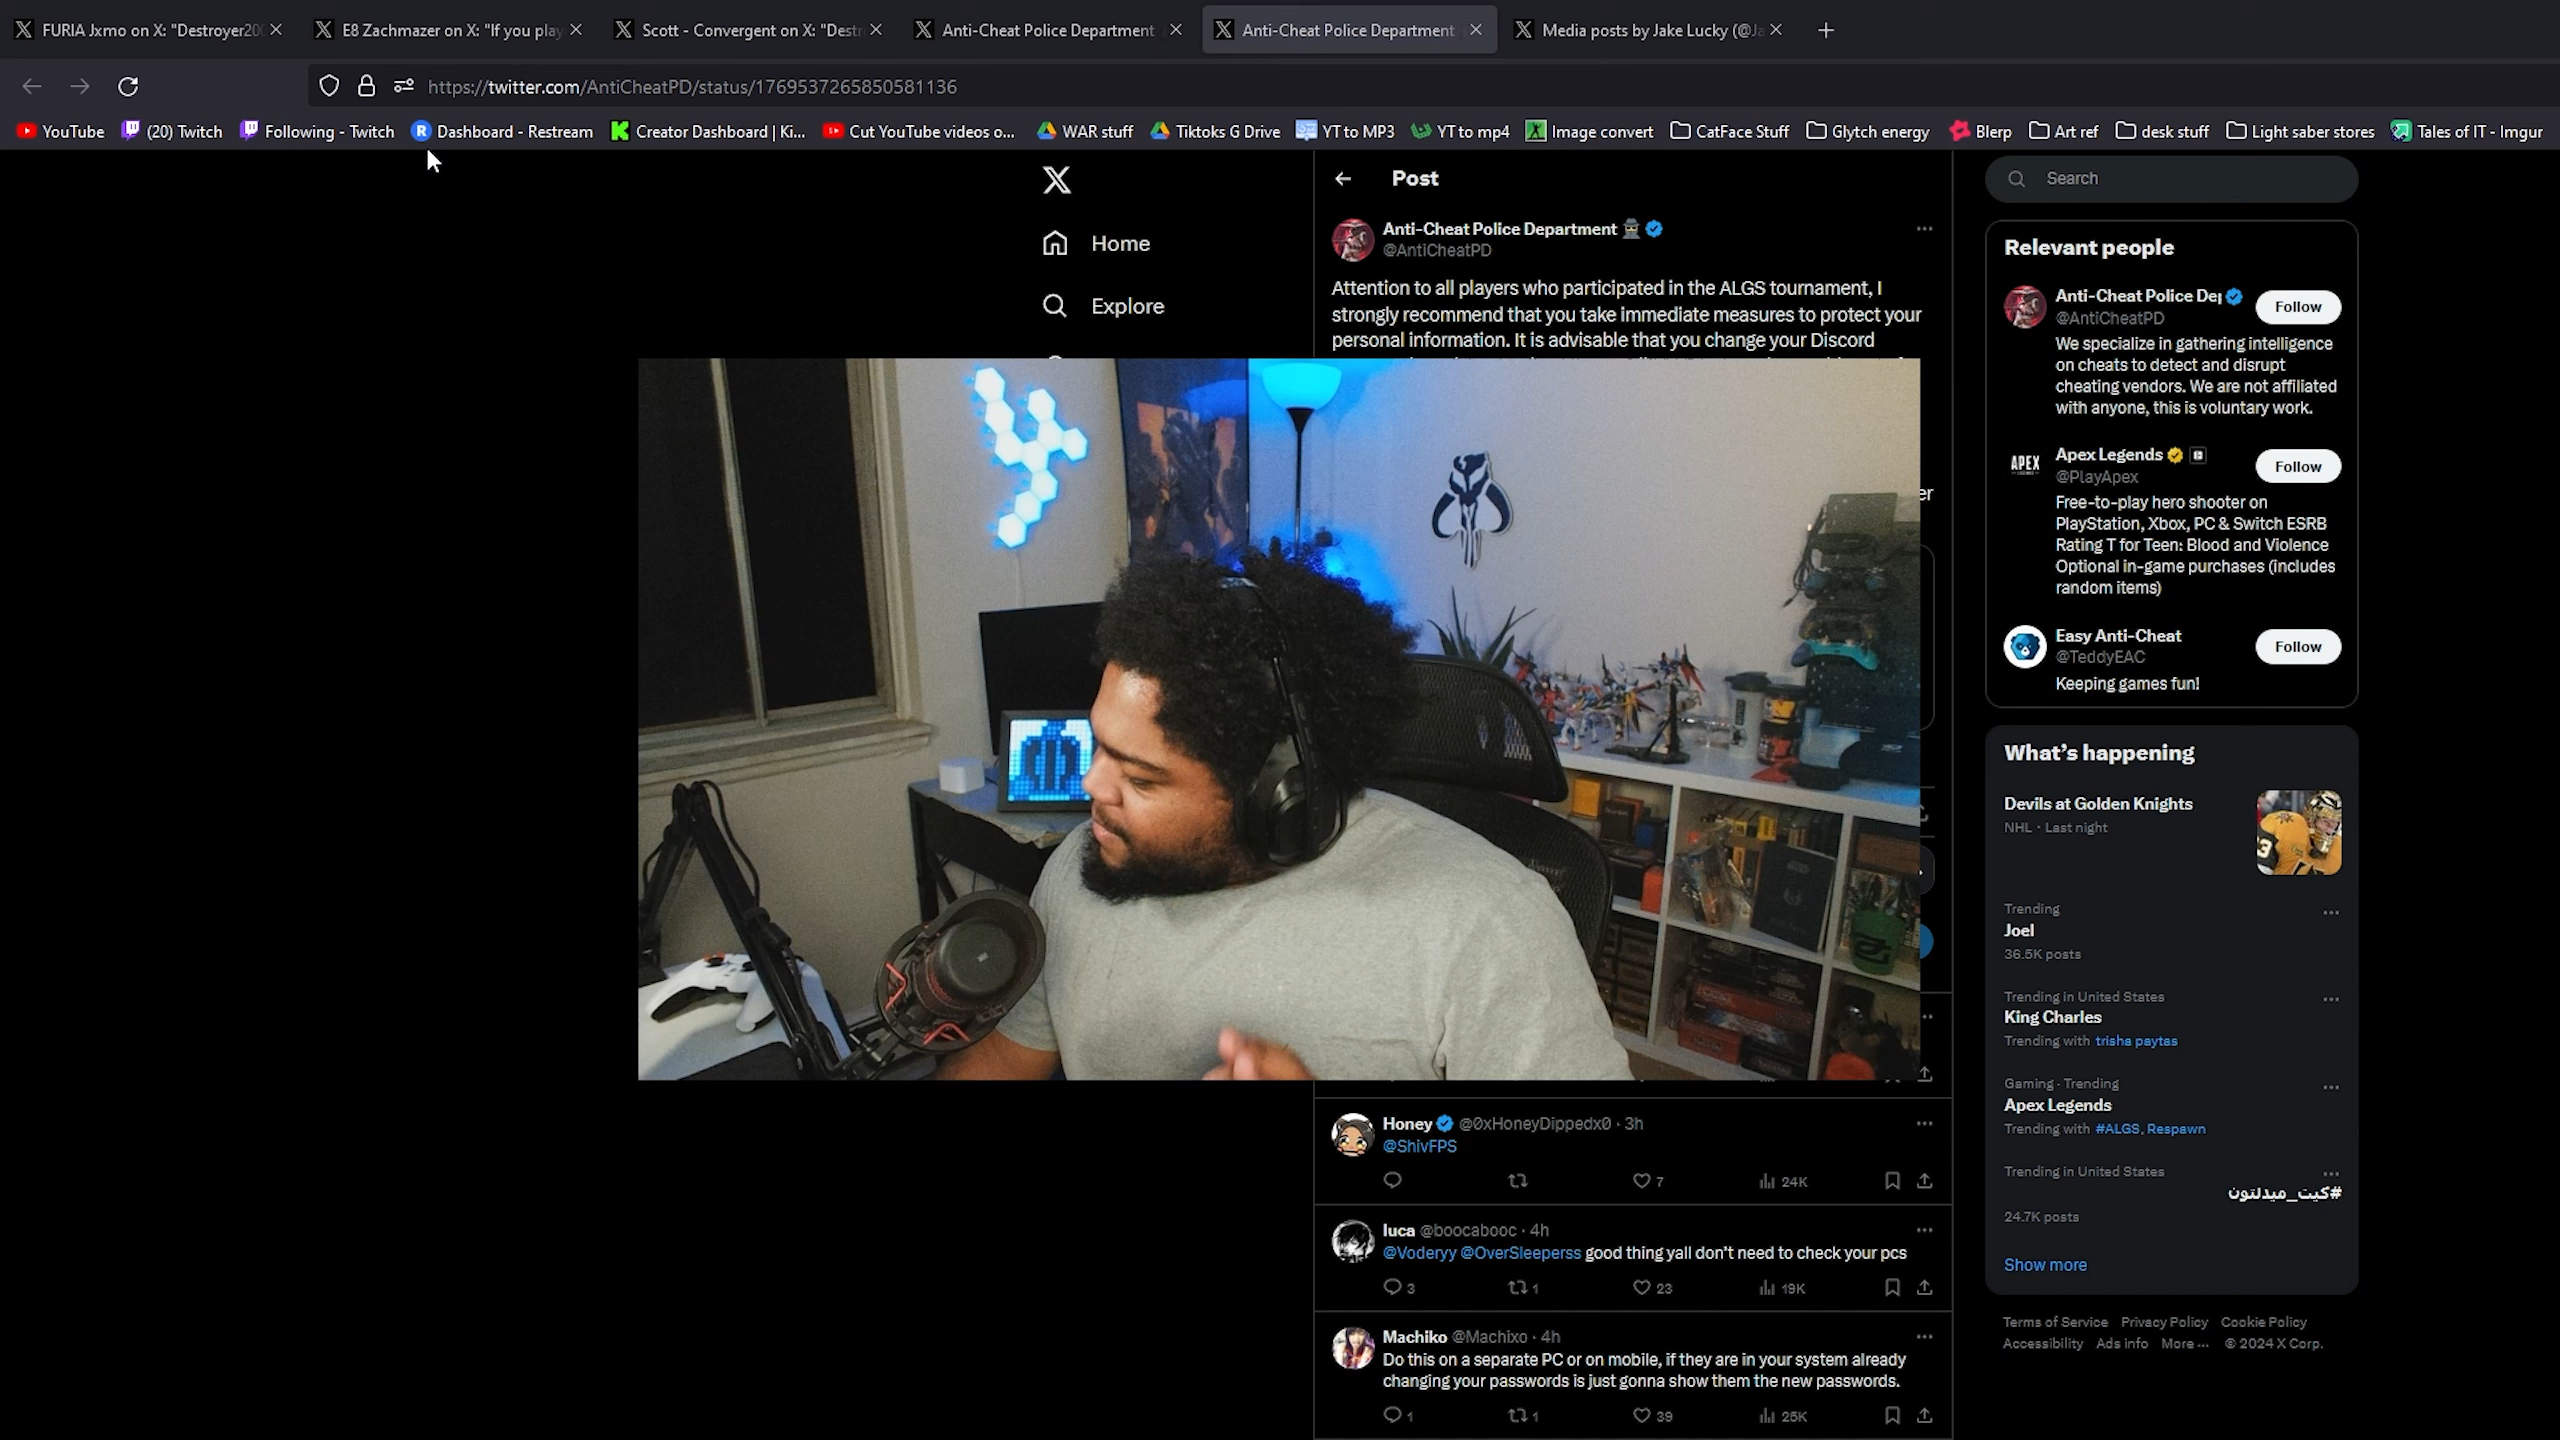 FURIA Jxmo on X: "Destroyer200
E8 Zachmazer on X: "If you play
Scott - Convergent on X: "Destr
Anti-Cheat Police Department
Anti-Cheat Police Department
Media posts by Jake Lucky (@Ja
https://twitter.com/AntiCheatPD/status/1769537265850581136
YouTube
(20) Twitch
Following - Twitch
Dashboard - Restream
Creator Dashboard | Ki...
Cut YouTube videos o...
WAR stuff
Tiktoks G Drive
YT to MP3
YT to mp4
Image convert
CatFace Stuff
Glytch energy
Blerp
Art ref
desk stuff
Light saber stores
Tales of IT - Imgur
Home
Explore
Post
Anti-Cheat Police Department
@AntiCheatPD
Attention to all players who participated in the ALGS tournament, I
strongly recommend that you take immediate measures to protect your
personal information. It is advisable that you change your Discord
er
Honey @0xHoneyDippedx0 · 3h
@ShivFPS
7
24K
luca @boocabooc · 4h
@Voderyy @OverSleeperss good thing yall don't need to check your pcs
3
1
23
19K
Machiko @Machixo · 4h
Do this on a separate PC or on mobile, if they are in your system already
changing your passwords is just gonna show them the new passwords.
1
1
39
25K
Search
Relevant people
Anti-Cheat Police De
@AntiCheatPD
Follow
We specialize in gathering intelligence
on cheats to detect and disrupt
cheating vendors. We are not affiliated
with anyone, this is voluntary work.
APEX
Apex Legends
@PlayApex
Follow
Free-to-play hero shooter on
PlayStation, Xbox, PC & Switch ESRB
Rating T for Teen: Blood and Violence
Optional in-game purchases (includes
random items)
Easy Anti-Cheat
@TeddyEAC
Follow
Keeping games fun!
What's happening
Devils at Golden Knights
NHL · Last night
Trending
Joel
36.5K posts
Trending in United States
King Charles
Trending with trisha paytas
Gaming · Trending
Apex Legends
Trending with #ALGS, Respawn
Trending in United States
#كيت_ميدلتون
24.7K posts
Show more
Terms of Service Privacy Policy Cookie Policy
Accessibility Ads info More ··· © 2024 X Corp.